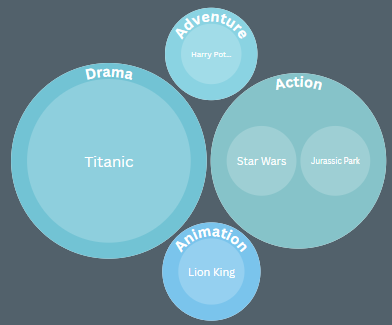 Adventure
Harry Pot...
Drama
Titanic
Action
Star Wars
Jurassic Park
Animation
Lion King